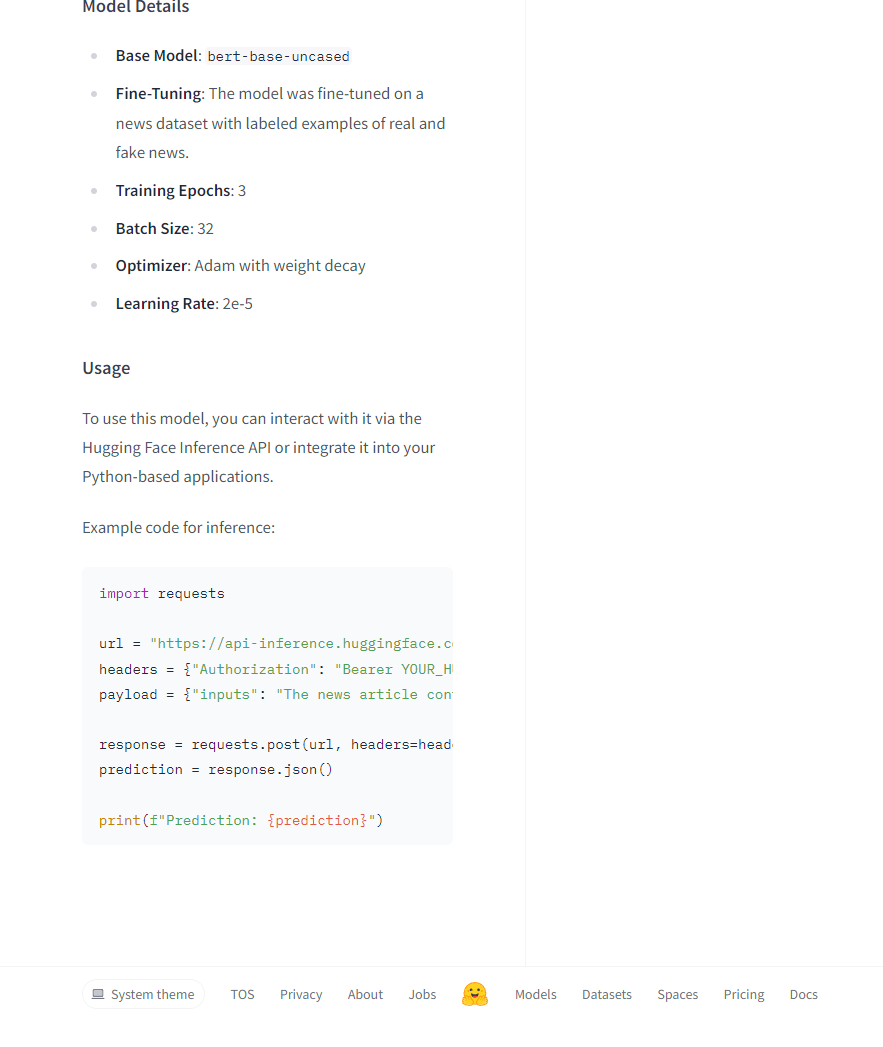 Model Details
Base Model: bert-base-uncased
Fine-Tuning: The model was fine-tuned on a
news dataset with labeled examples of real and
fake news.
Training Epochs: 3
Batch Size: 32
Optimizer: Adam with weight decay
Learning Rate: 2e-5
Usage
To use this model, you can interact with it via the
Hugging Face Inference API or integrate it into your
Python-based applications.
Example code for inference:
import requests
url = "https://api-inference.huggingface.c
headers = {"Authorization": "Bearer YOUR_H
payload = {"inputs": "The news article con
response = requests.post(url, headers=head
prediction = response.json()
print(f"Prediction: {prediction}")
System theme TOS Privacy About Jobs Models Datasets Spaces Pricing Docs